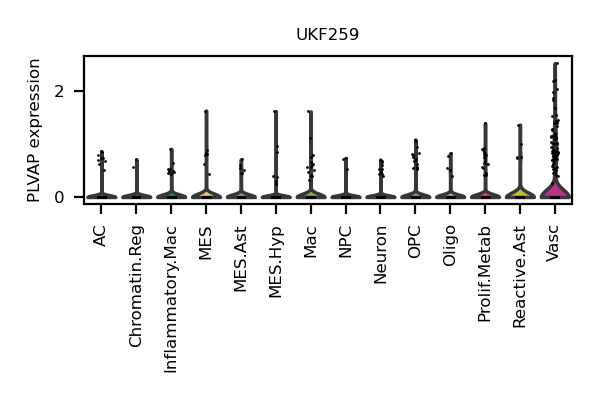 UKF259
PLVAP expression
2
0
AC
Chromatin.Reg
Inflammatory.Mac
MES
MES.Ast
MES.Hyp
Mac
NPC
Neuron
OPC
Oligo
Prolif.Metab
Reactive.Ast
Vasc